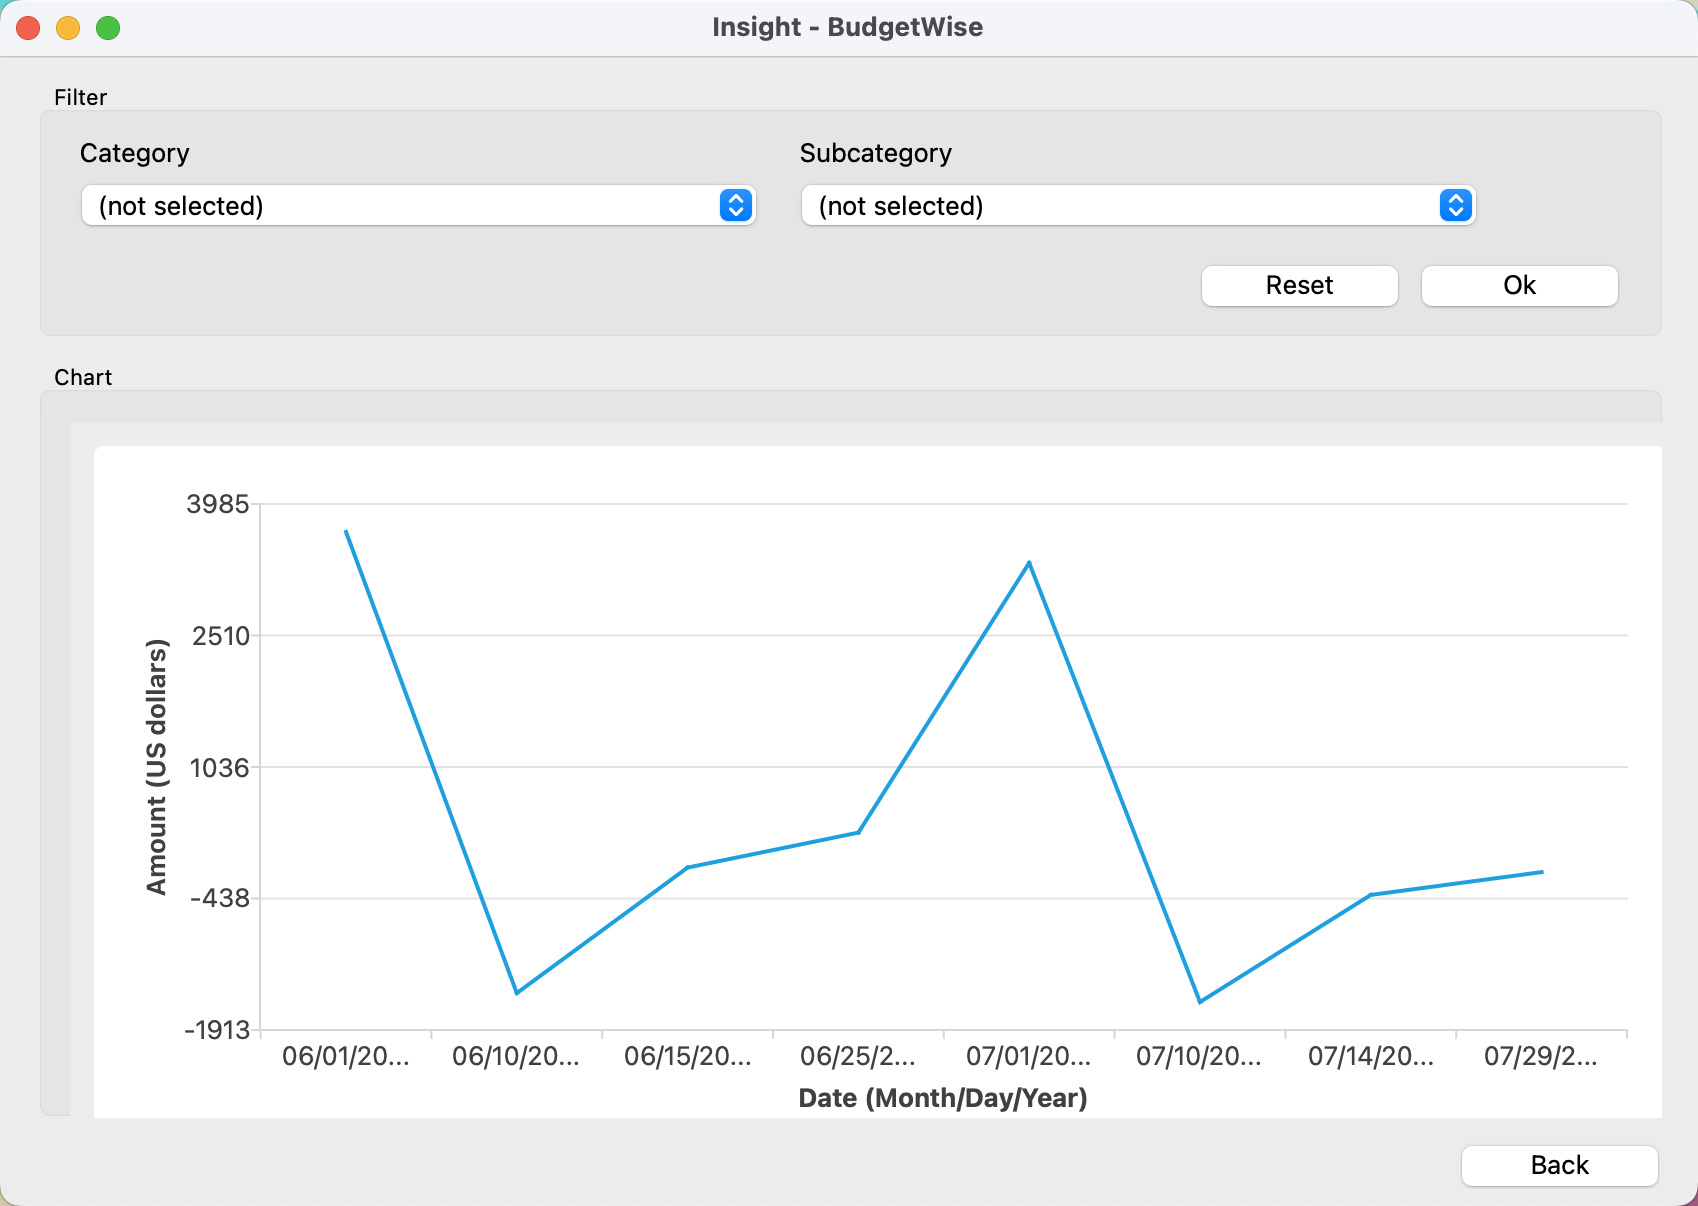 Insight - BudgetWise
Filter
Category
Subcategory
(not selected)
(not selected)
Reset
Ok
Chart
3985
2510
1036
-438
-1913
Amount (US dollars)
06/01/20...
06/10/20...
06/15/20...
06/25/2...
07/01/20...
07/10/20...
07/14/20...
07/29/2...
Date (Month/Day/Year)
Back